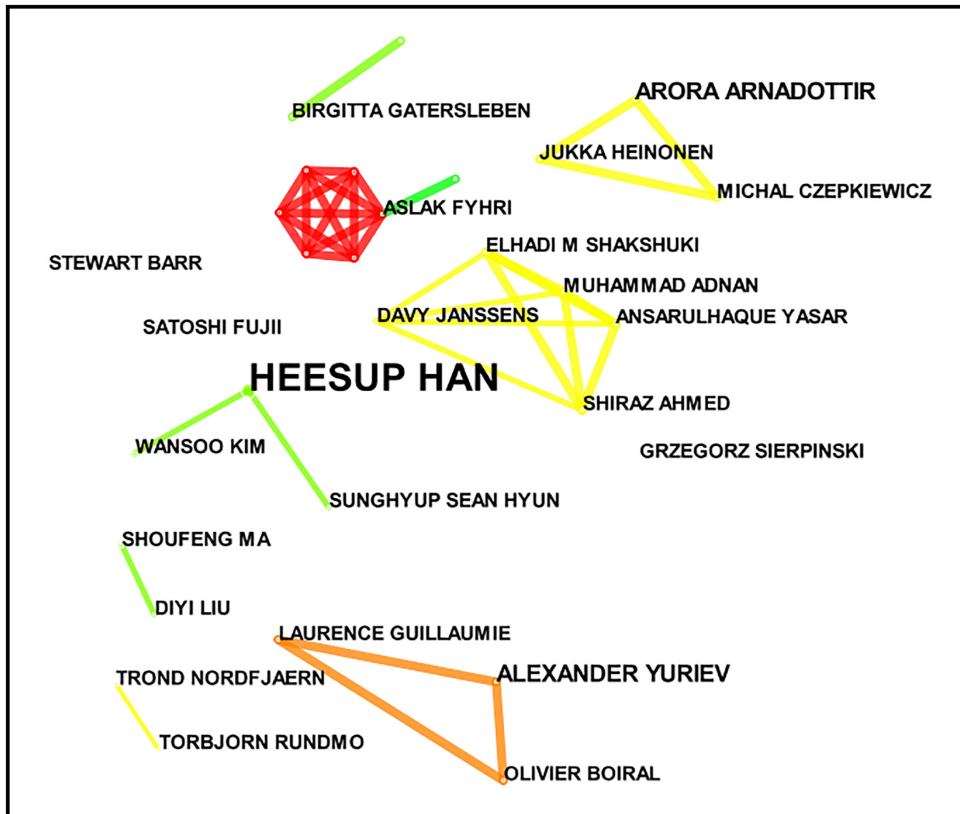 ARORA ARNADOTTIR
BIRGITTA GATERSLEBEN
JUKKA HEINONEN
MICHAL CZEPKIEWICZ
ASLAK FYHRI
ELHADI M SHAKSHUKI
STEWART BARR
MUHAMMAD ADNAN
DAVY JANSSENS
ANSARULHAQUE YASAR
SATOSHI FUJII
HEESUP HAN
SHIRAZ AHMED
WANSOO KIM
GRZEGORZ SIERPINSKI
SUNGHYUP SEAN HYUN
SHOUFENG MA
DIYI LIU
LAURENCE GUILLAUMIE
ALEXANDER YURIEV
TROND NORDFJAERN
TORBJORN RUNDMO
OLIVIER BOIRAL